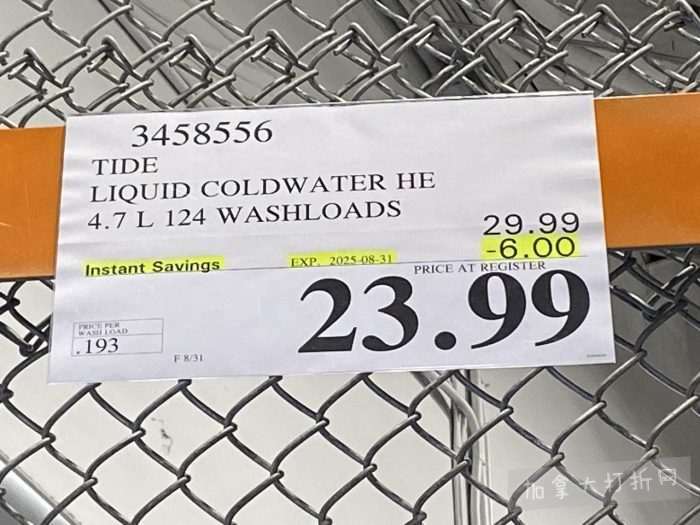 3458556
TIDE
LIQUID COLDWATER HE
4.7 L 124 WASHLOADS
29.99
-6.00
Instant Savings EXP. 2025-08-31
PRICE AT REGISTER
23.99
PRICE PER
WASH LOAD
.193
F 8/31
加拿大打折网